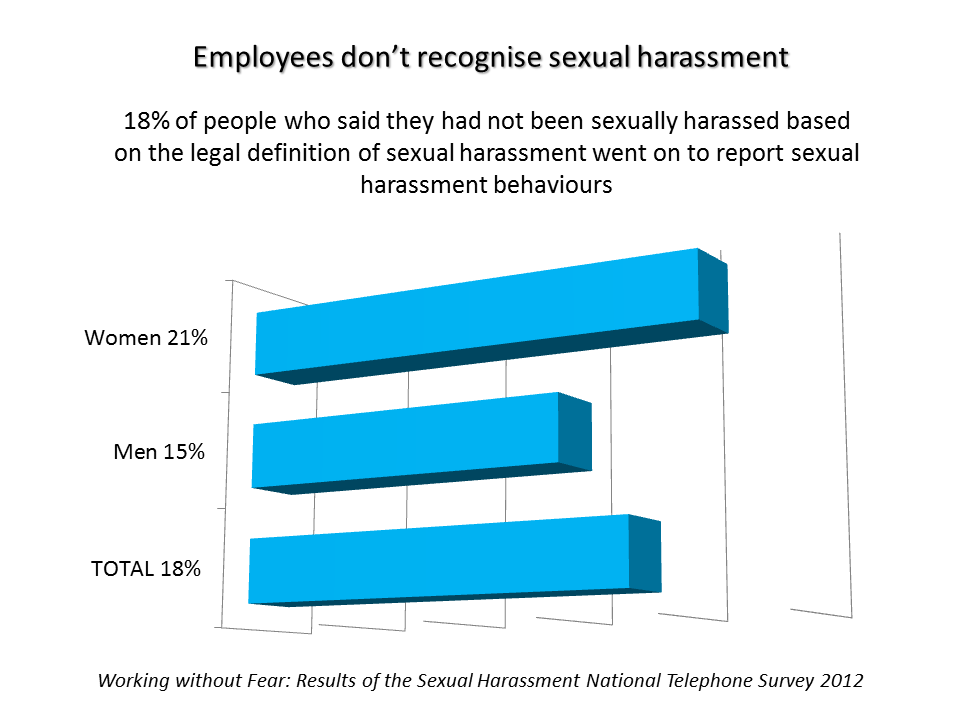 Employees don’t recognise sexual harassment
18% of people who said they had not been sexually harassed based
on the legal definition of sexual harassment went on to report sexual
harassment behaviours
Women 21%
Men 15%
TOTAL 18%
Working without Fear: Results of the Sexual Harassment National Telephone Survey 2012